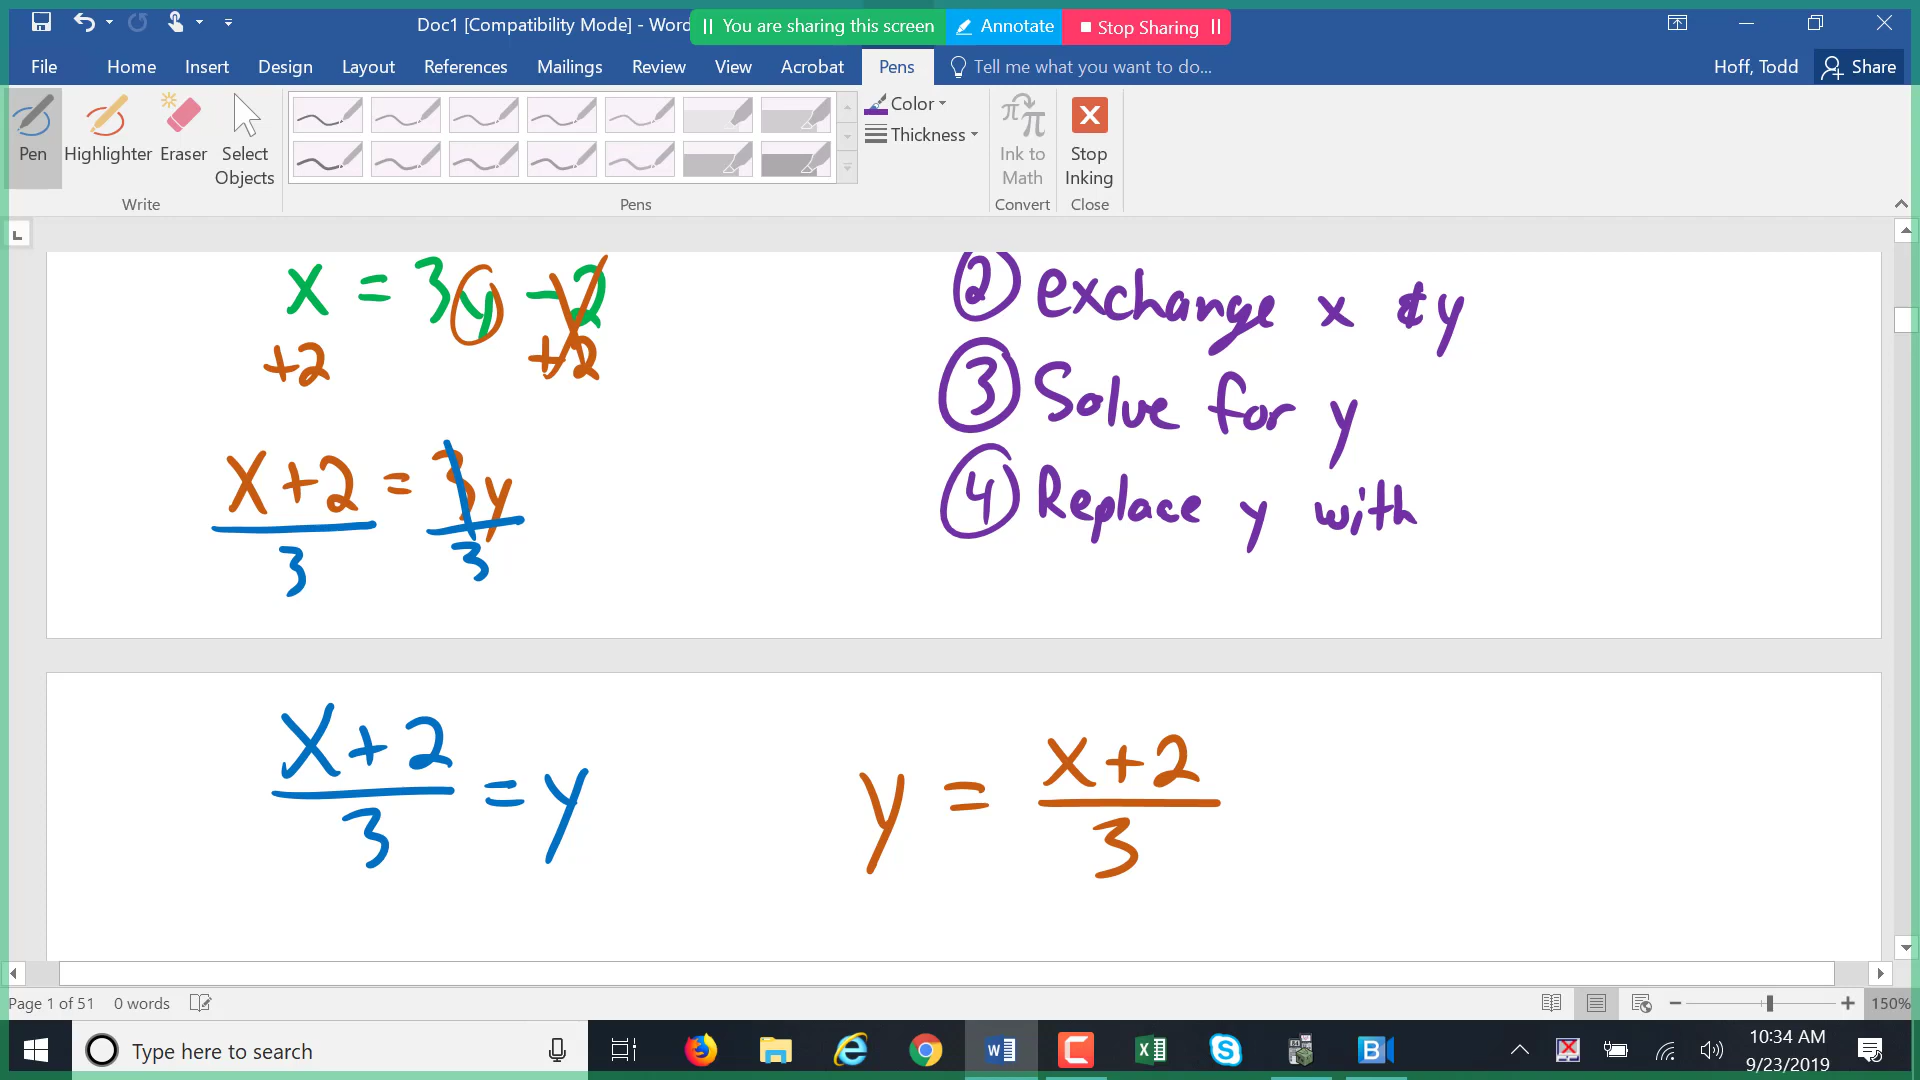 Doc1 [Compatibility Mode] - Word
You are sharing this screen
Annotate
Stop Sharing
File Home Insert Design Layout References Mailings Review View Acrobat Pens Tell me what you want to do...
Hoff, Todd
Share
Pen
Highlighter
Eraser
Select Objects
Write
Pens
Color
Thickness
Ink to Math
Convert
Stop Inking
Close
x = 3y - 2
+2 +2
x+2 = 3y
3 3
② exchange x & y
③ Solve for y
④ Replace y with
x+2
3 = y
y = x+2
3
Page 1 of 51 0 words
150%
Type here to search
10:34 AM
9/23/2019